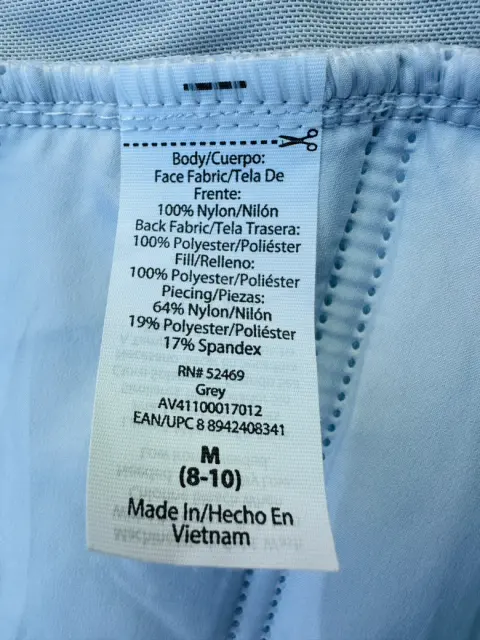 Body/Cuerpo:
Face Fabric/Tela De
Frente:
100% Nylon/Nilón
Back Fabric/Tela Trasera:
100% Polyester/Poliéster
Fill/Relleno:
100% Polyester/Poliéster
Piecing/Piezas:
64% Nylon/Nilón
19% Polyester/Poliéster
17% Spandex
RN# 52469
Grey
AV41100017012
EAN/UPC 8 8942408341
M
(8-10)
Made In/Hecho En
Vietnam